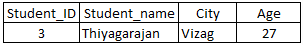 Student_ID Student_name City Age
3 Thiyagarajan Vizag 27